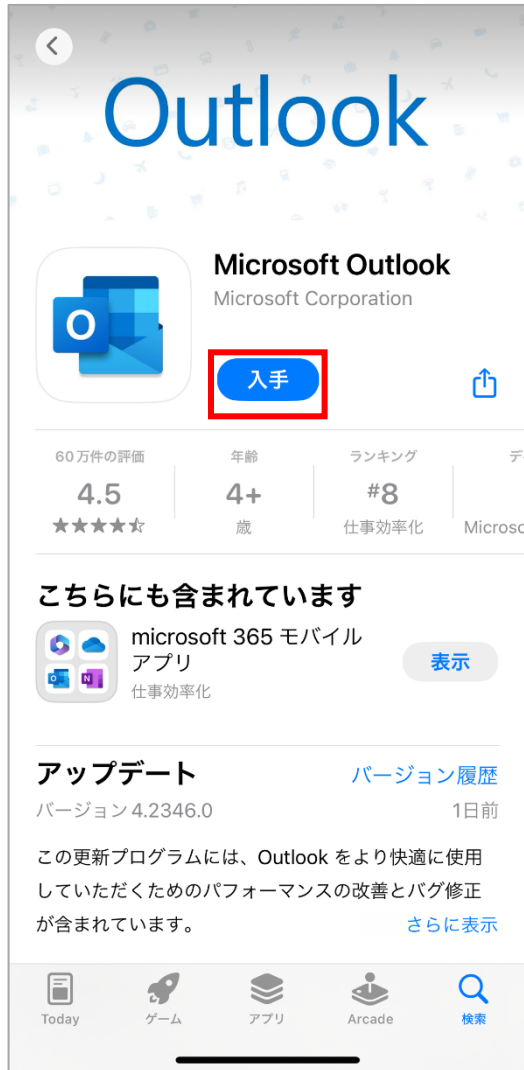 Outlook
Microsoft Outlook
Microsoft Corporation
O
入手
60万件の評価 年齢 ランキング デ
4.5 4+ #8
歳 仕事効率化 Microso
こちらにも含まれています
microsoft 365 モバイル
アプリ
仕事効率化
表示
アップデート バージョン履歴
バージョン 4.2346.0 1日前
この更新プログラムには、Outlook をより快適に使用
していただくためのパフォーマンスの改善とバグ修正
が含まれています。 さらに表示
Today ゲーム アプリ Arcade 検索